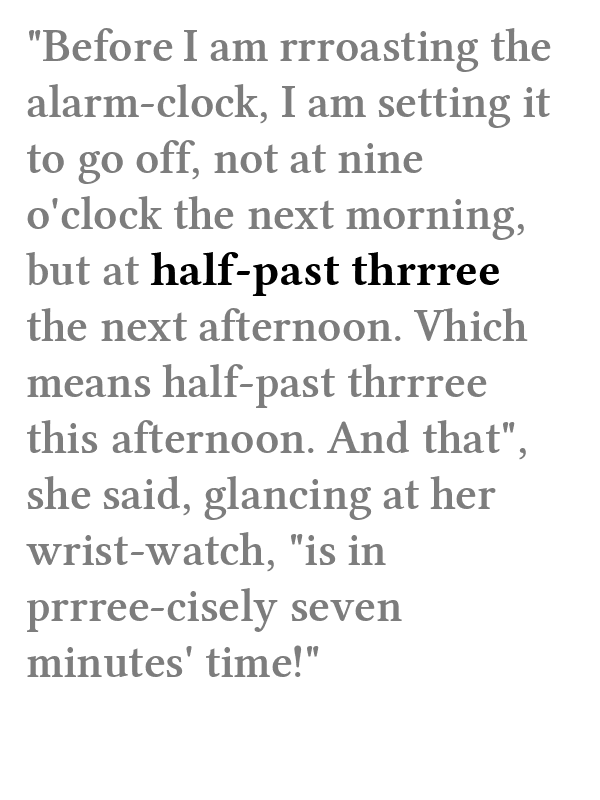 "Before I am rrroasting the
alarm-clock, I am setting it
to go off, not at nine
o'clock the next morning,
but at half-past thrrree
the next afternoon. Vhich
means half-past thrrree
this afternoon. And that",
she said, glancing at her
wrist-watch, "is in
prrree-cisely seven
minutes' time!"